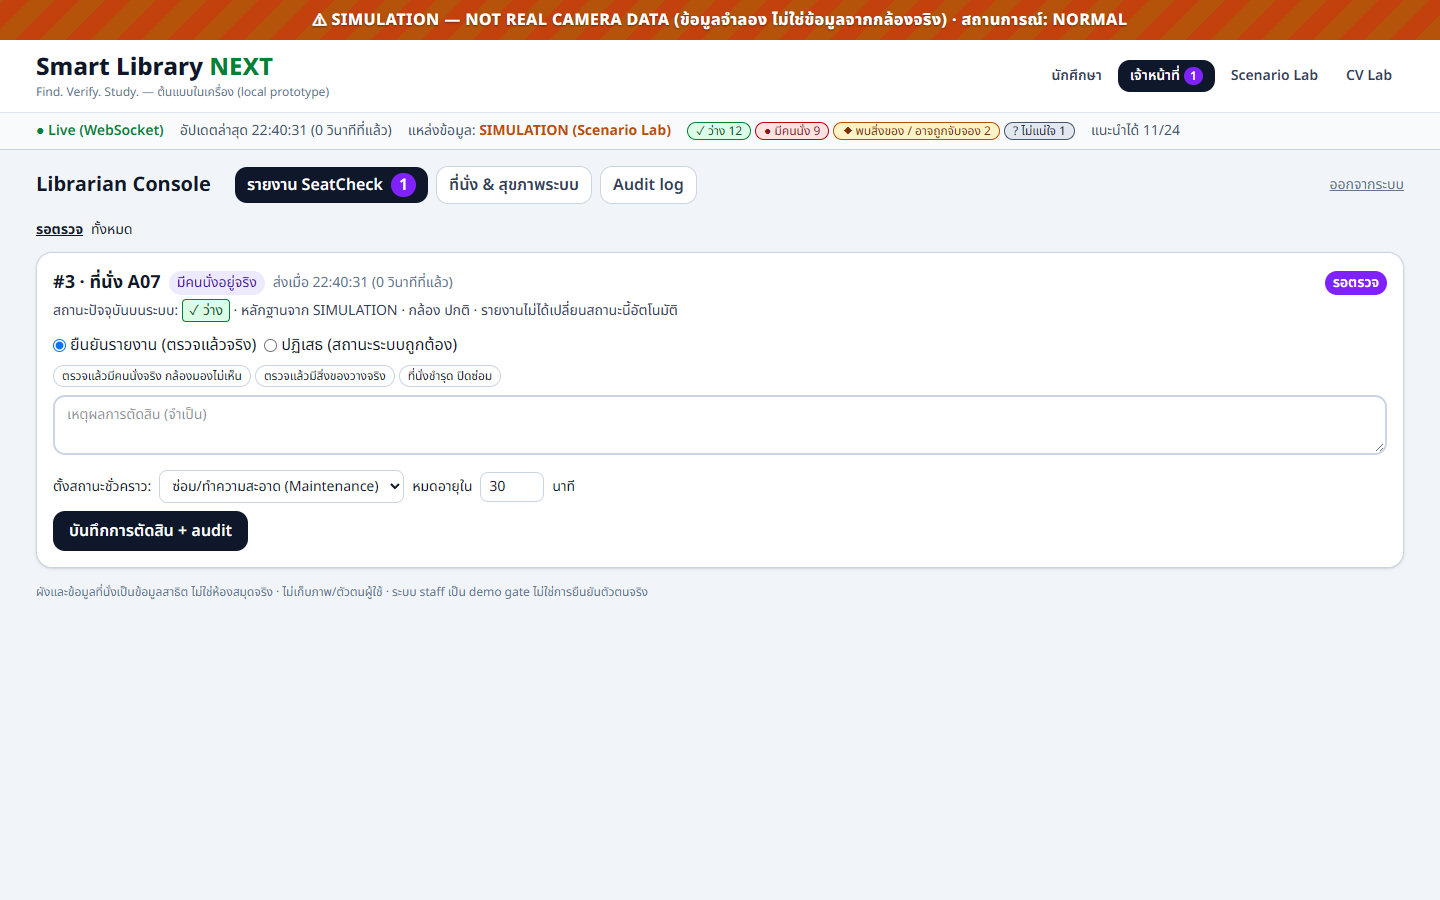 ⚠ SIMULATION — NOT REAL CAMERA DATA (ข้อมูลจำลอง ไม่ใช่ข้อมูลจากกล้องจริง) · สถานการณ์: NORMAL
Smart Library NEXT
Find. Verify. Study. — ต้นแบบในเครื่อง (local prototype)
นักศึกษา เจ้าหน้าที่ 1 Scenario Lab CV Lab
● Live (WebSocket) อัปเดตล่าสุด 22:40:31 (0 วินาทีที่แล้ว) แหล่งข้อมูล: SIMULATION (Scenario Lab) ✓ ว่าง 12 ● มีคนนั่ง 9 ◆ พบสิ่งของ / อาจถูกจับจอง 2 ? ไม่แน่ใจ 1 แนะนำได้ 11/24
Librarian Console รายงาน SeatCheck 1 ที่นั่ง & สุขภาพระบบ Audit log ออกจากระบบ
รอตรวจ ทั้งหมด
#3 · ที่นั่ง A07 มีคนนั่งอยู่จริง ส่งเมื่อ 22:40:31 (0 วินาทีที่แล้ว) รอตรวจ
สถานะปัจจุบันบนระบบ: ✓ ว่าง · หลักฐานจาก SIMULATION · กล้อง ปกติ · รายงานไม่ได้เปลี่ยนสถานะนี้อัตโนมัติ
ยืนยันรายงาน (ตรวจแล้วจริง) ปฏิเสธ (สถานะระบบถูกต้อง)
ตรวจแล้วมีคนนั่งจริง กล้องมองไม่เห็น ตรวจแล้วมีสิ่งของวางจริง ที่นั่งชำรุด ปิดซ่อม
เหตุผลการตัดสิน (จำเป็น)
ตั้งสถานะชั่วคราว: ซ่อม/ทำความสะอาด (Maintenance) หมดอายุใน 30 นาที
บันทึกการตัดสิน + audit
ผังและข้อมูลที่นั่งเป็นข้อมูลสาธิต ไม่ใช่ห้องสมุดจริง · ไม่เก็บภาพ/ตัวตนผู้ใช้ · ระบบ staff เป็น demo gate ไม่ใช่การยืนยันตัวตนจริง